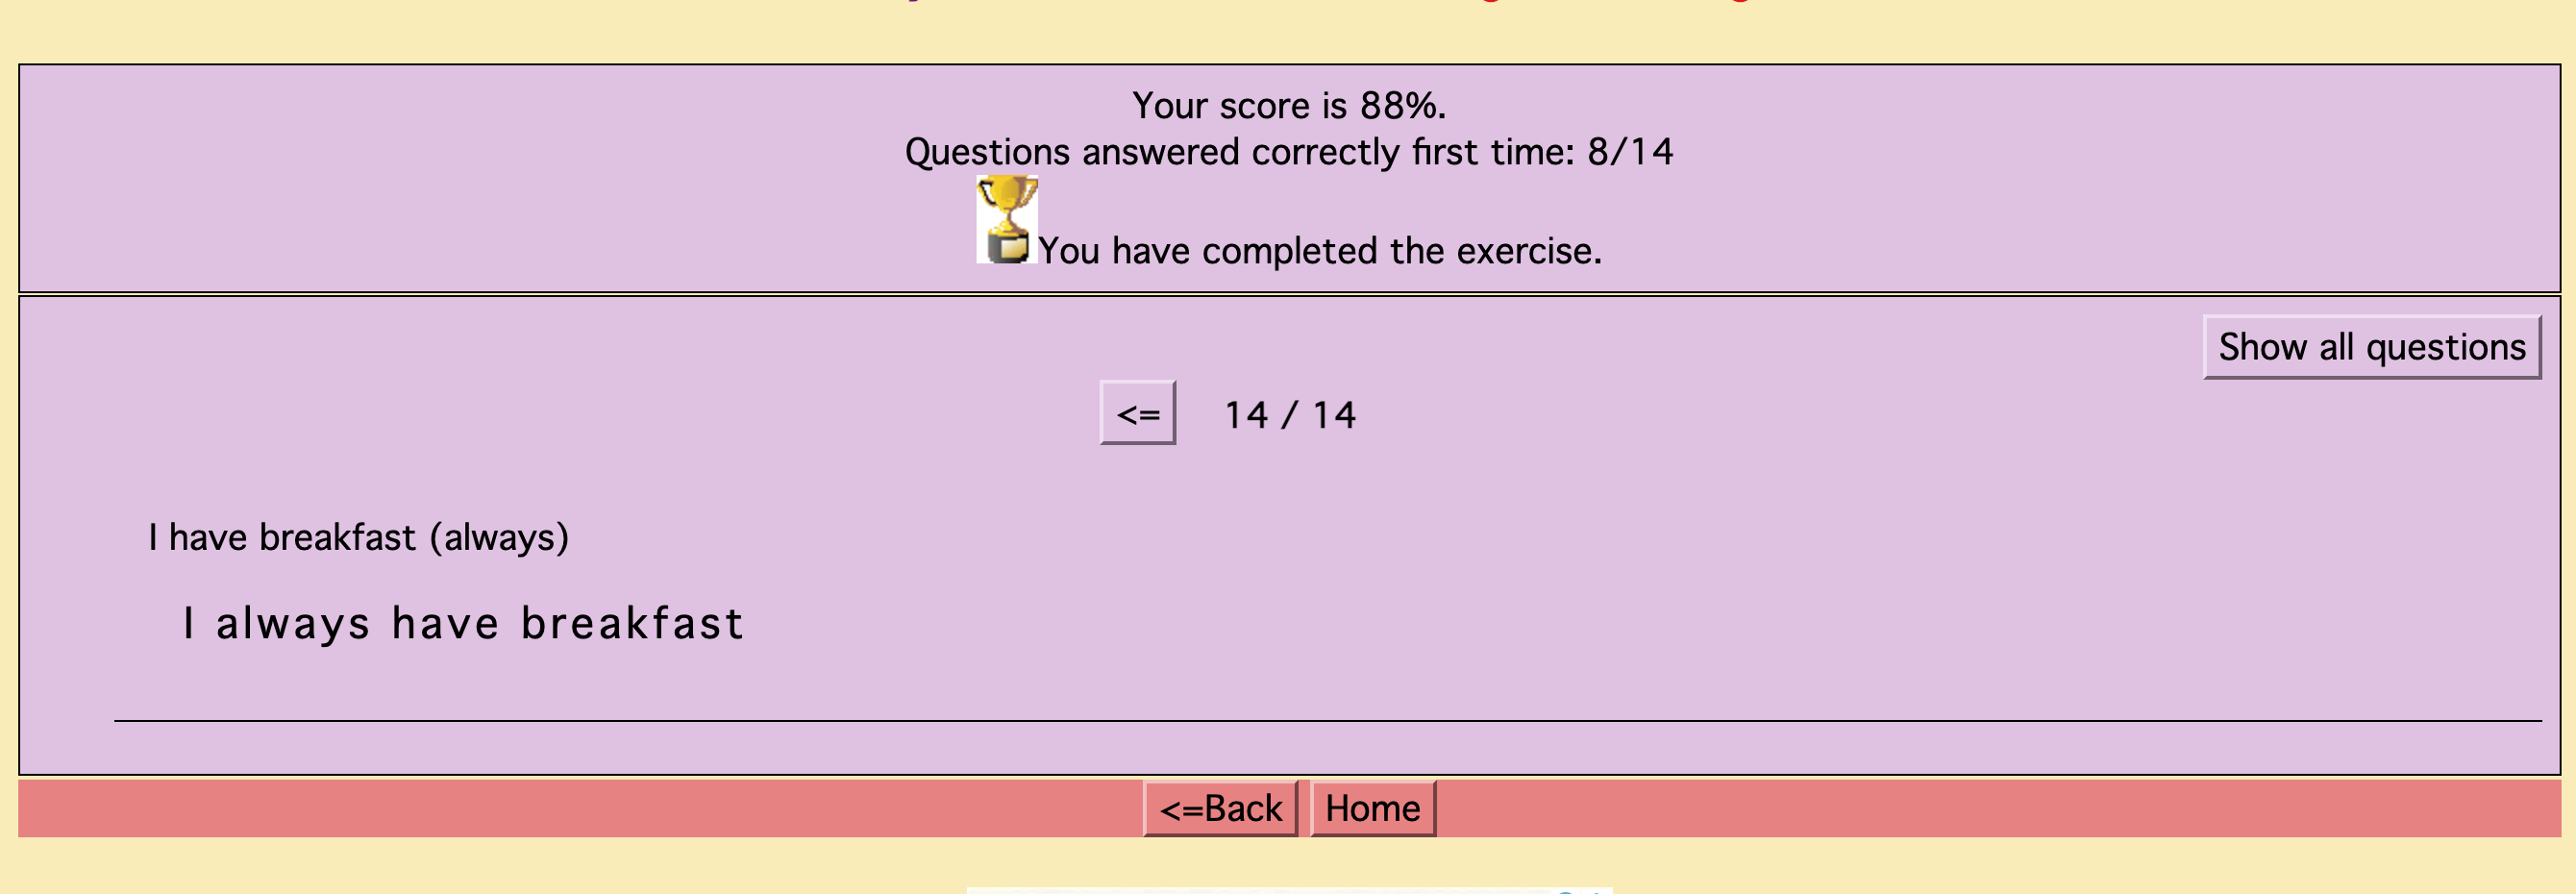 Your score is 88%.
Questions answered correctly first time: 8/14
You have completed the exercise.
Show all questions
<= 14 / 14
I have breakfast (always)
I always have breakfast
<=Back Home